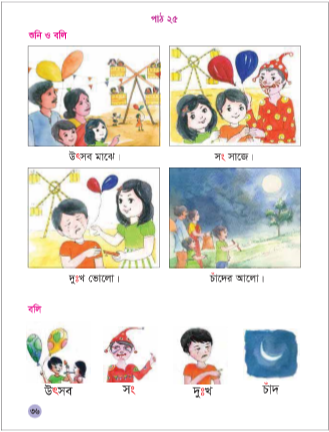 পাঠ ২৫
শুনি ও বলি
উৎসব মাঝে।
সং সাজে।
দুঃখ ভোলো।
চাঁদের আলো।
বলি
উৎসব
সং
দুঃখ
চাঁদ
৩৬